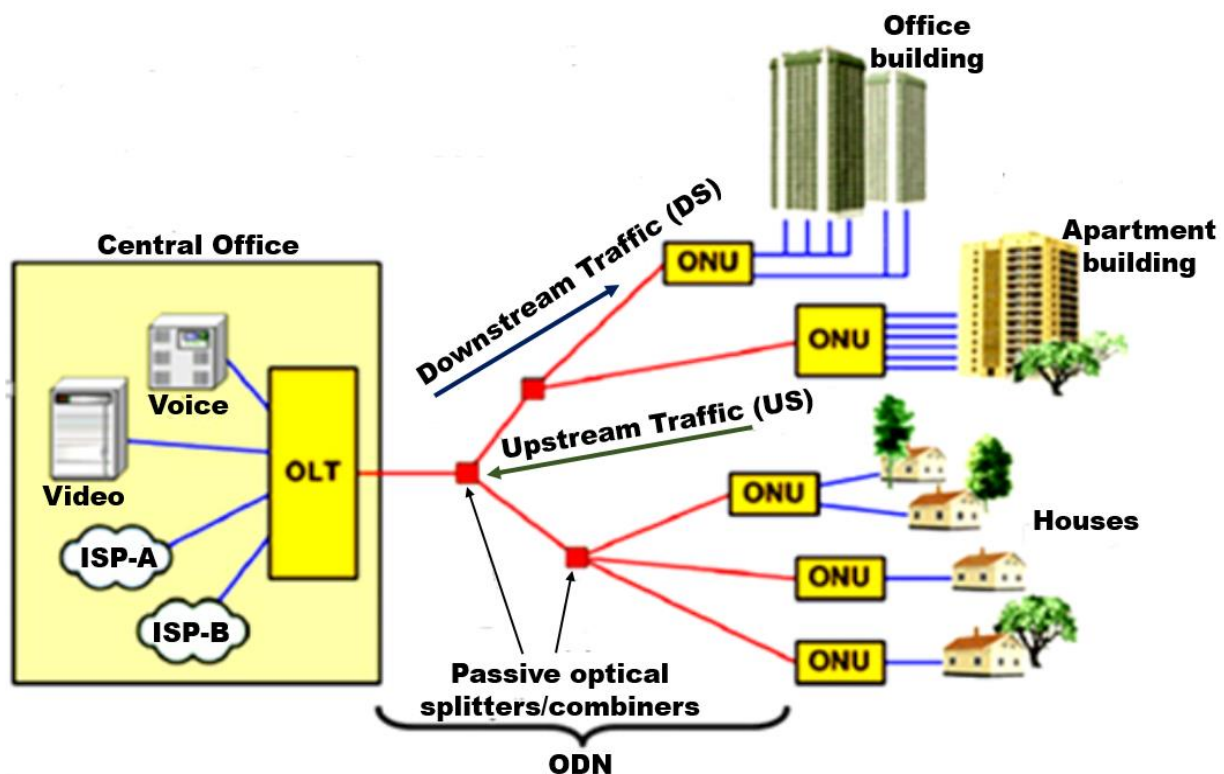 Office
building
Downstream Traffic (DS)
Apartment
building
Central Office
ONU
ONU
Voice
Upstream Traffic (US)
OLT
Video
ONU
Houses
ISP-A
ONU
ISP-B
ONU
Passive optical
splitters/combiners
ODN